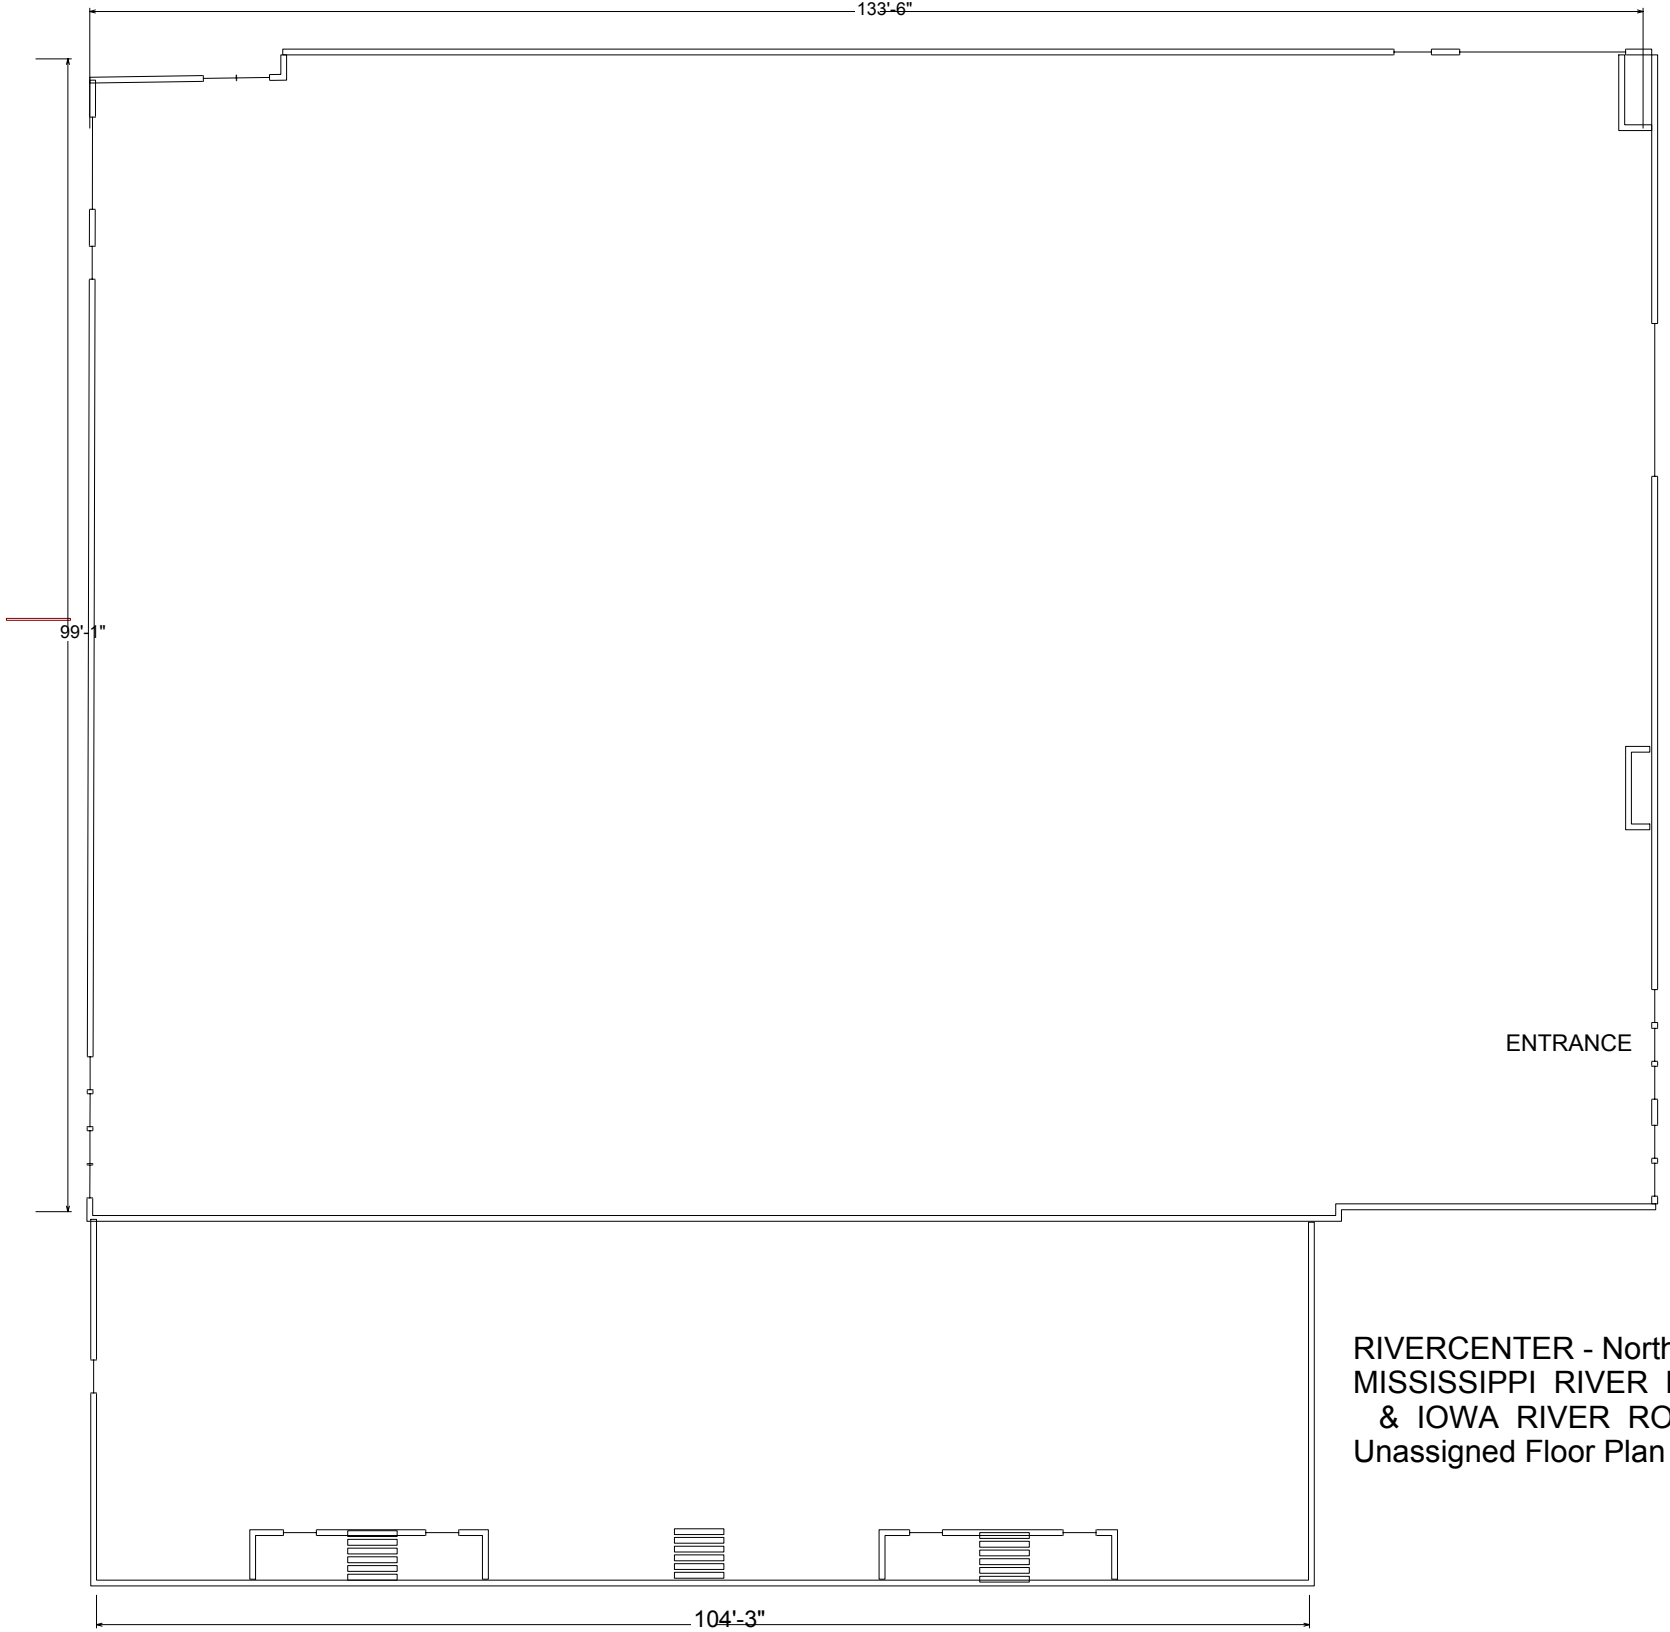 133'-6"
99'-1"
ENTRANCE
RIVERCENTER - North
MISSISSIPPI RIVER
& IOWA RIVER
Unassigned Floor Plan
104'-3"